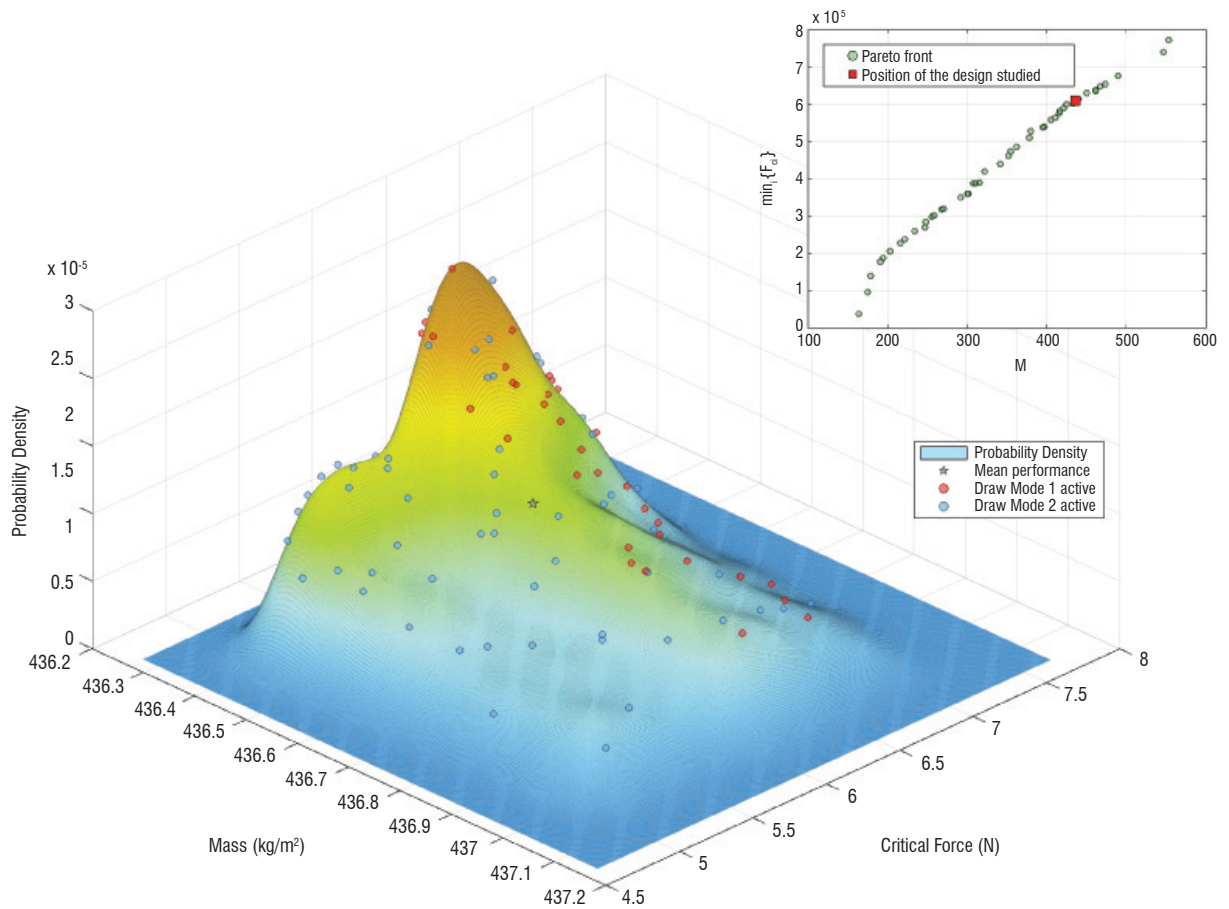 x 10⁵
8
7
6
5
4
3
2
1
0
min_i{F_ci}
100 200 300 400 500 600
M
Pareto front
Position of the design studied
x 10⁻⁵
3
2.5
2
1.5
1
0.5
0
Probability Density
Probability Density
Mean performance
Draw Mode 1 active
Draw Mode 2 active
436.2
436.3
436.4
436.5
436.6
436.7
436.8
436.9
437
437.1
437.2
Mass (kg/m²)
4.5
5
5.5
6
6.5
7
7.5
8
Critical Force (N)